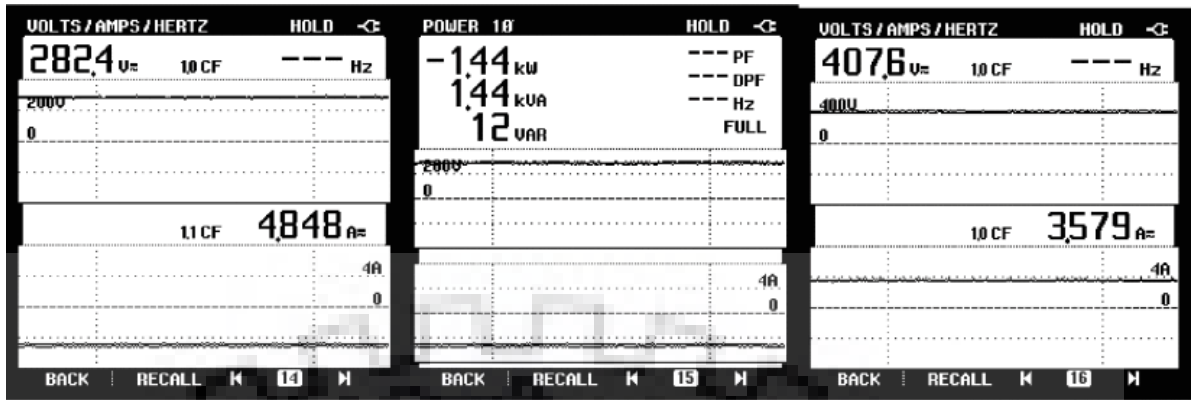 VOLTS / AMPS / HERTZ HOLD
282.4 V≂ 1.0 CF --- Hz
200V
0
1.1 CF 4.848 A≂
4A
0
BACK RECALL 14
POWER 1Ø HOLD
-1.44 kW --- PF
1.44 kVA --- DPF
12 VAR --- Hz
FULL
200V
0
4A
0
BACK RECALL 15
VOLTS / AMPS / HERTZ HOLD
407.6 V≂ 1.0 CF --- Hz
400V
0
1.0 CF 3.579 A≂
4A
0
BACK RECALL 16